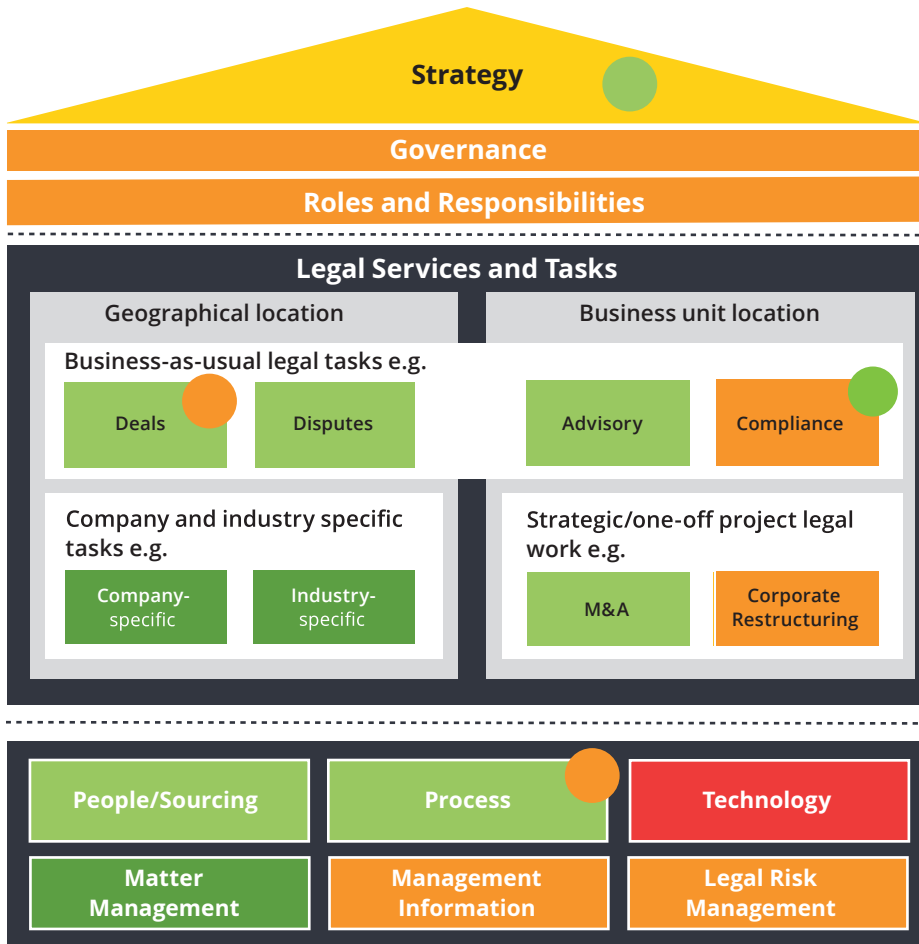 Strategy
Governance
Roles and Responsibilities
Legal Services and Tasks
Geographical location
Business unit location
Business-as-usual legal tasks e.g.
Deals
Disputes
Advisory
Compliance
Company and industry specific
tasks e.g.
Company-
specific
Industry-
specific
Strategic/one-off project legal
work e.g.
M&A
Corporate
Restructuring
People/Sourcing
Process
Technology
Matter
Management
Management
Information
Legal Risk
Management